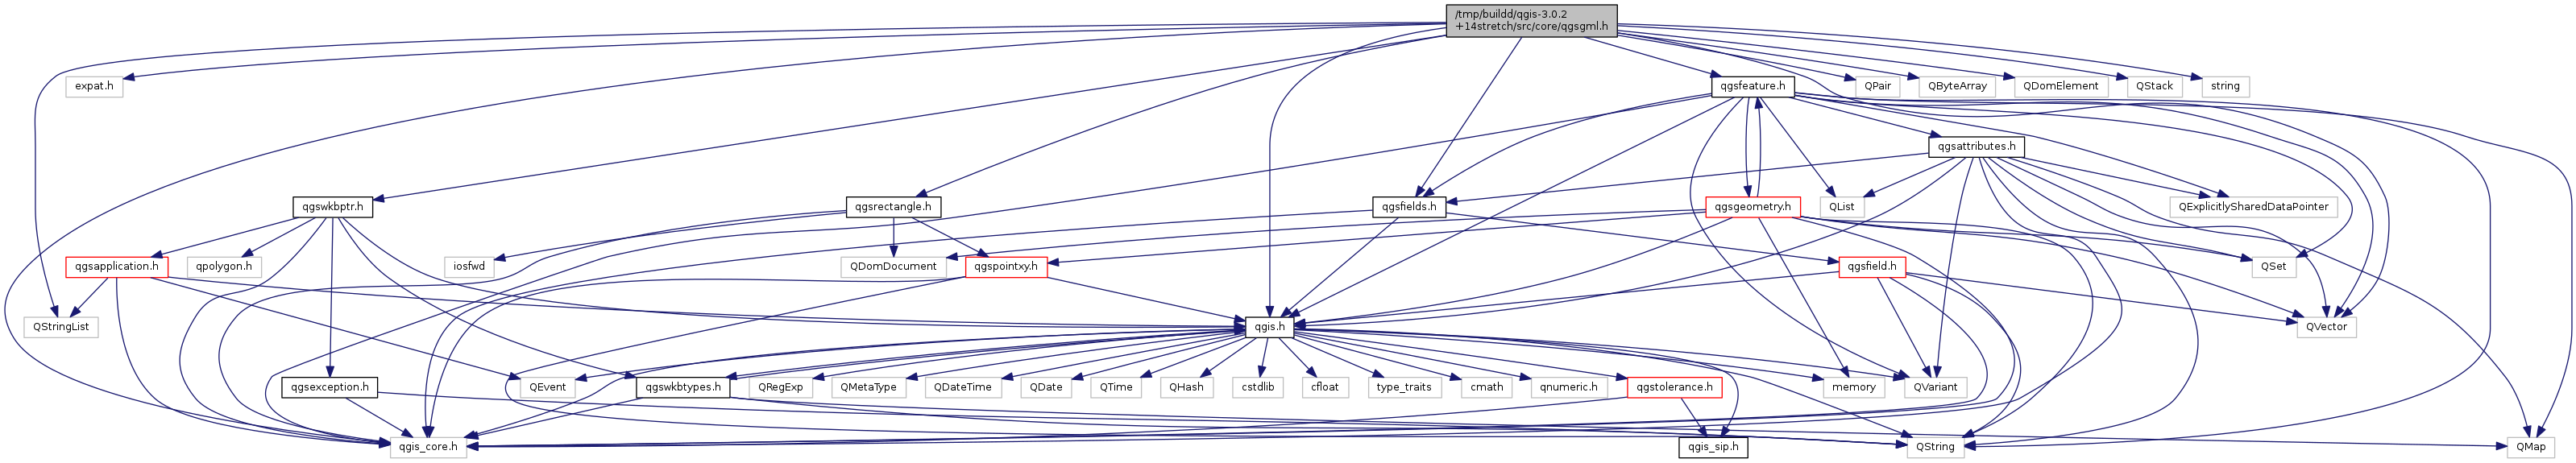 /tmp/buildd/qgis-3.0.2
+14stretch/src/core/qgsgml.h
expat.h
qgsfeature.h
QPair
QByteArray
QDomElement
QStack
string
qgsattributes.h
qgswkbptr.h
qgsrectangle.h
qgsfields.h
qgsgeometry.h
QList
QExplicitlySharedDataPointer
qgsapplication.h
qpolygon.h
iosfwd
QDomDocument
qgspointxy.h
qgsfield.h
QSet
QStringList
qgis.h
QVector
qgsexception.h
QEvent
qgswkbtypes.h
QRegExp
QMetaType
QDateTime
QDate
QTime
QHash
cstdlib
cfloat
type_traits
cmath
qnumeric.h
qgstolerance.h
memory
QVariant
qgis_core.h
qgis_sip.h
QString
QMap